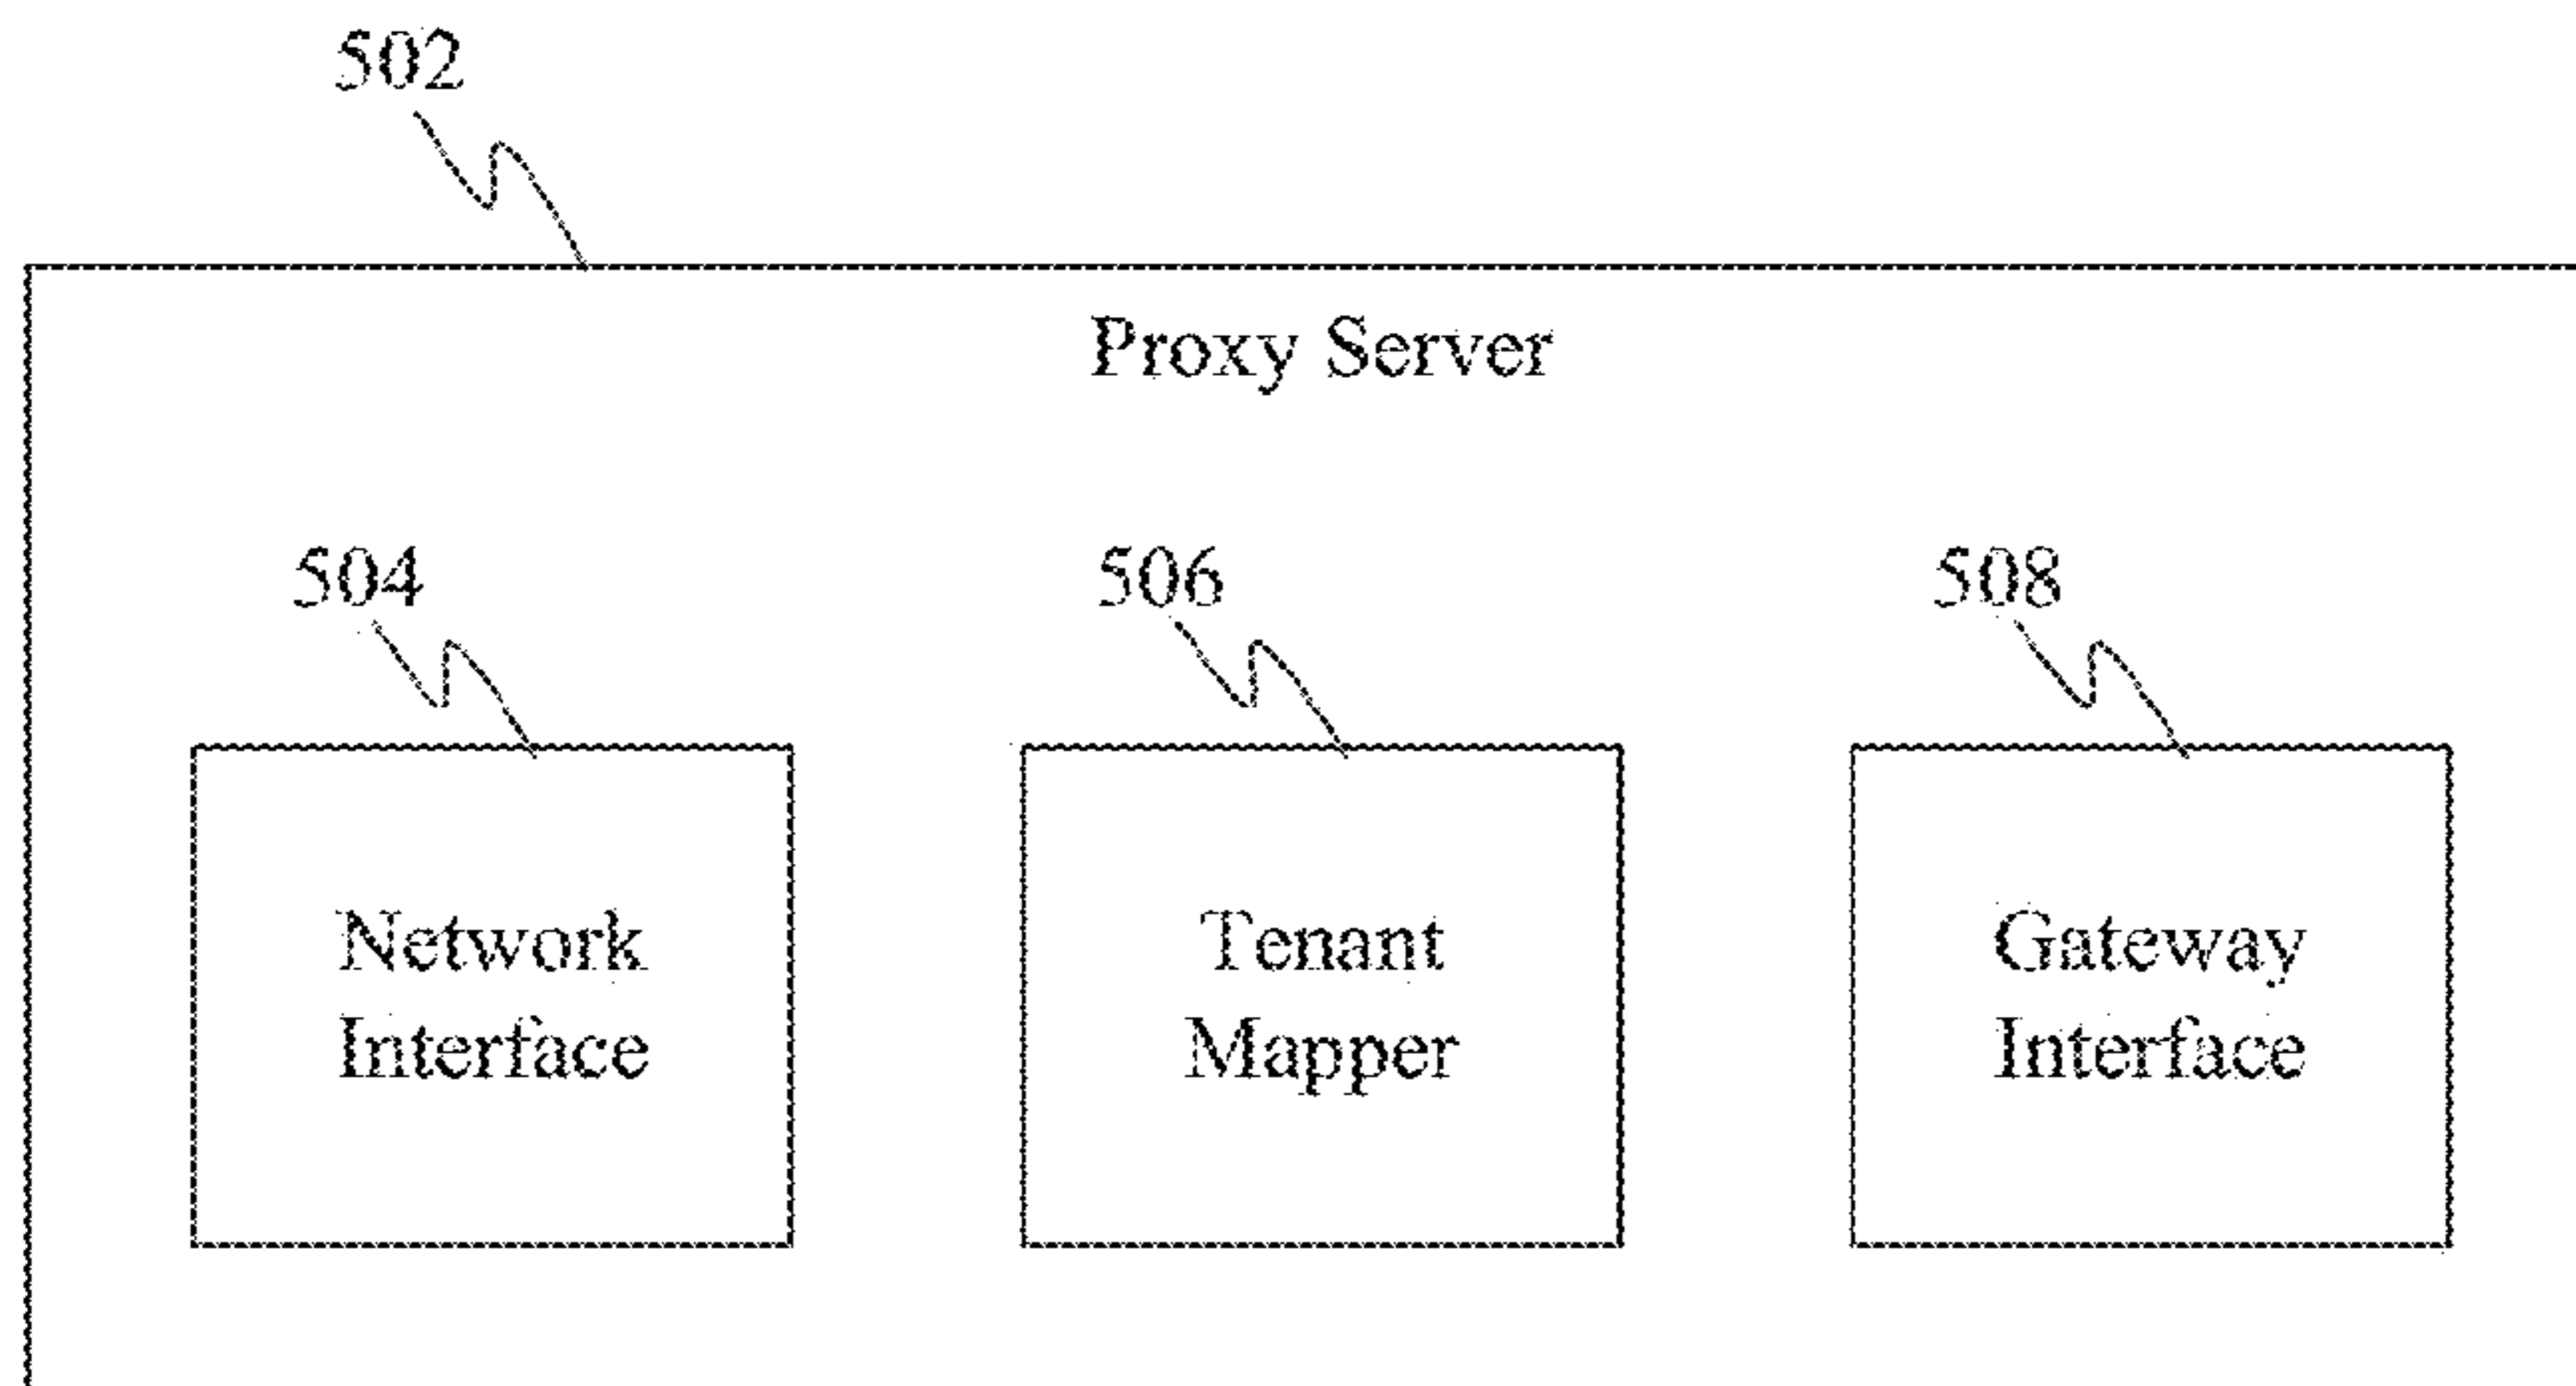 502
Proxy Server
504
506
508
Network
Interface
Tenant
Mapper
Gateway
Interface